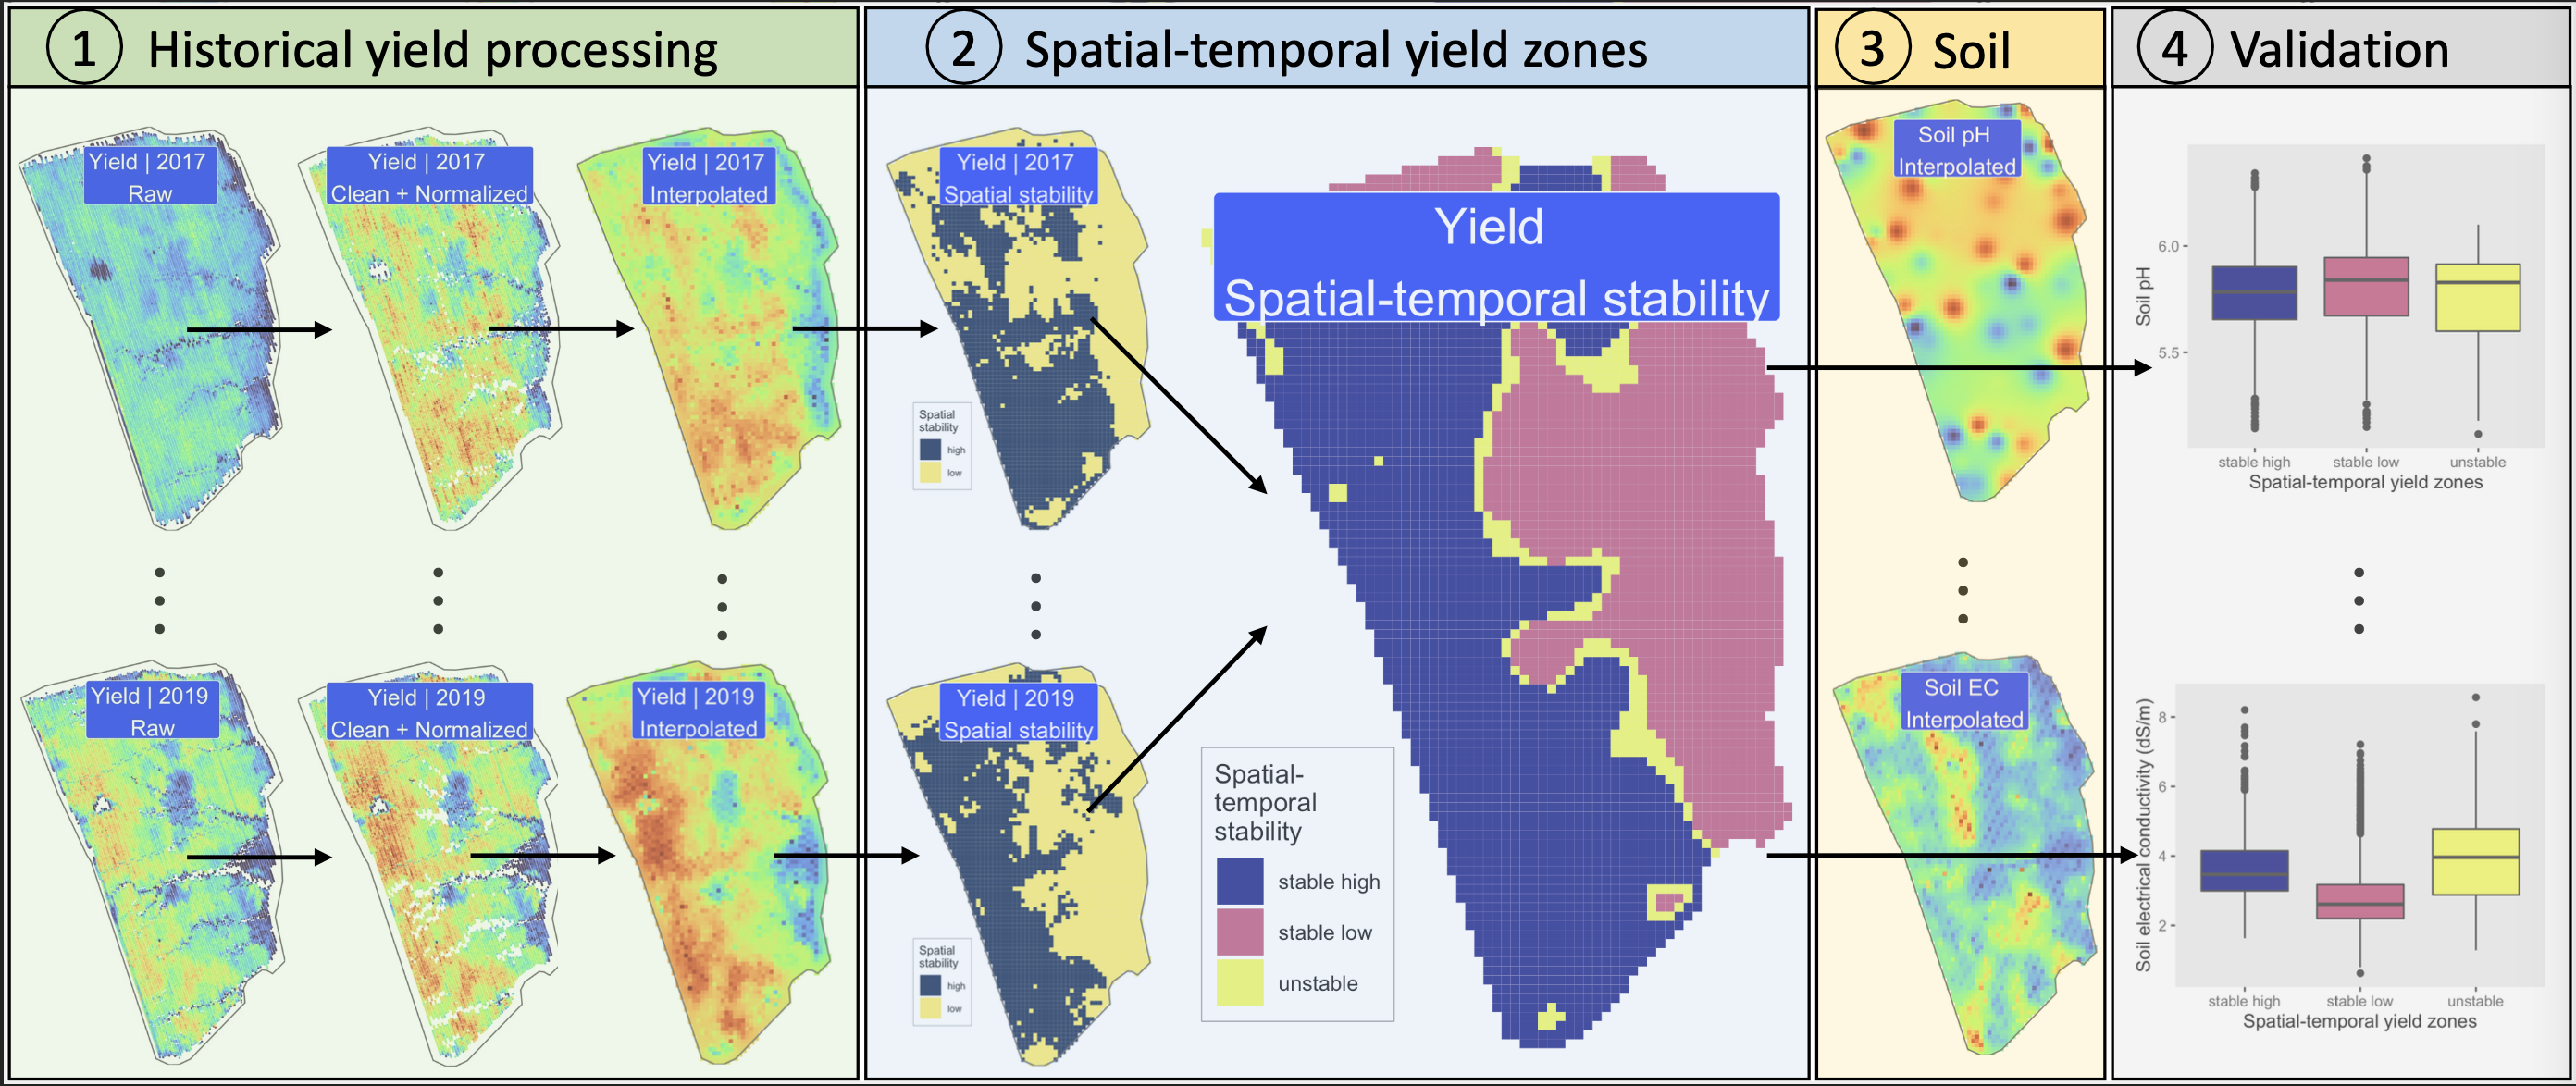 1 Historical yield processing
2 Spatial-temporal yield zones
3 Soil
4 Validation
Yield | 2017
Raw
Yield | 2017
Clean + Normalized
Yield | 2017
Interpolated
Yield | 2019
Raw
Yield | 2019
Clean + Normalized
Yield | 2019
Interpolated
Yield | 2017
Spatial stability
Spatial
stability
high
low
Yield | 2019
Spatial stability
Spatial
stability
high
low
Yield
Spatial-temporal stability
Spatial-
temporal
stability
stable high
stable low
unstable
Soil pH
Interpolated
Soil EC
Interpolated
Soil pH
6.0
5.5
stable high
stable low
unstable
Spatial-temporal yield zones
Soil electrical conductivity (dS/m)
8
6
4
2
stable high
stable low
unstable
Spatial-temporal yield zones